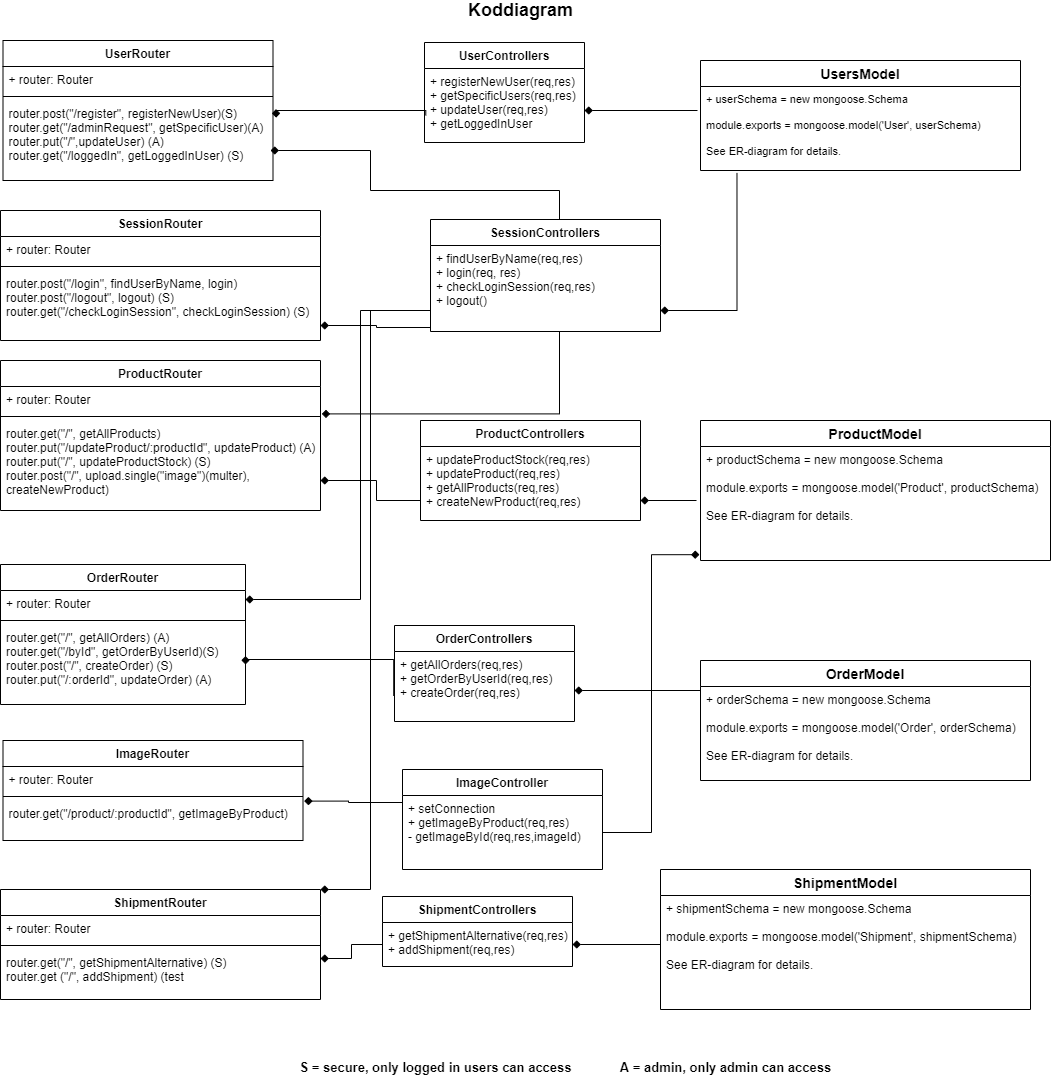 Koddiagram
UserRouter
+ router: Router
router.post("/register", registerNewUser)(S)
router.get("/adminRequest", getSpecificUser)(A)
router.put("/",updateUser) (A)
router.get("/loggedIn", getLoggedInUser) (S)
UserControllers
+ registerNewUser(req,res)
+ getSpecificUsers(req,res)
+ updateUser(req,res)
+ getLoggedInUser
UsersModel
+ userSchema = new mongoose.Schema
module.exports = mongoose.model('User', userSchema)
See ER-diagram for details.
SessionRouter
+ router: Router
router.post("/login", findUserByName, login)
router.post("/logout", logout) (S)
router.get("/checkLoginSession", checkLoginSession) (S)
SessionControllers
+ findUserByName(req,res)
+ login(req, res)
+ checkLoginSession(req,res)
+ logout()
ProductRouter
+ router: Router
router.get("/", getAllProducts)
router.put("/updateProduct/:productId", updateProduct) (A)
router.put("/", updateProductStock) (S)
router.post("/", upload.single("image")(multer),
createNewProduct)
ProductControllers
+ updateProductStock(req,res)
+ updateProduct(req,res)
+ getAllProducts(req,res)
+ createNewProduct(req,res)
ProductModel
+ productSchema = new mongoose.Schema
module.exports = mongoose.model('Product', productSchema)
See ER-diagram for details.
OrderRouter
+ router: Router
router.get("/", getAllOrders) (A)
router.get("/byId", getOrderByUserId)(S)
router.post("/", createOrder) (S)
router.put("/:orderId", updateOrder) (A)
OrderControllers
+ getAllOrders(req,res)
+ getOrderByUserId(req,res)
+ createOrder(req,res)
OrderModel
+ orderSchema = new mongoose.Schema
module.exports = mongoose.model('Order', orderSchema)
See ER-diagram for details.
ImageRouter
+ router: Router
router.get("/product/:productId", getImageByProduct)
ImageController
+ setConnection
+ getImageByProduct(req,res)
- getImageById(req,res,imageId)
ShipmentRouter
+ router: Router
router.get("/", getShipmentAlternative) (S)
router.get ("/", addShipment) (test
ShipmentControllers
+ getShipmentAlternative(req,res)
+ addShipment(req,res)
ShipmentModel
+ shipmentSchema = new mongoose.Schema
module.exports = mongoose.model('Shipment', shipmentSchema)
See ER-diagram for details.
S = secure, only logged in users can access
A = admin, only admin can access